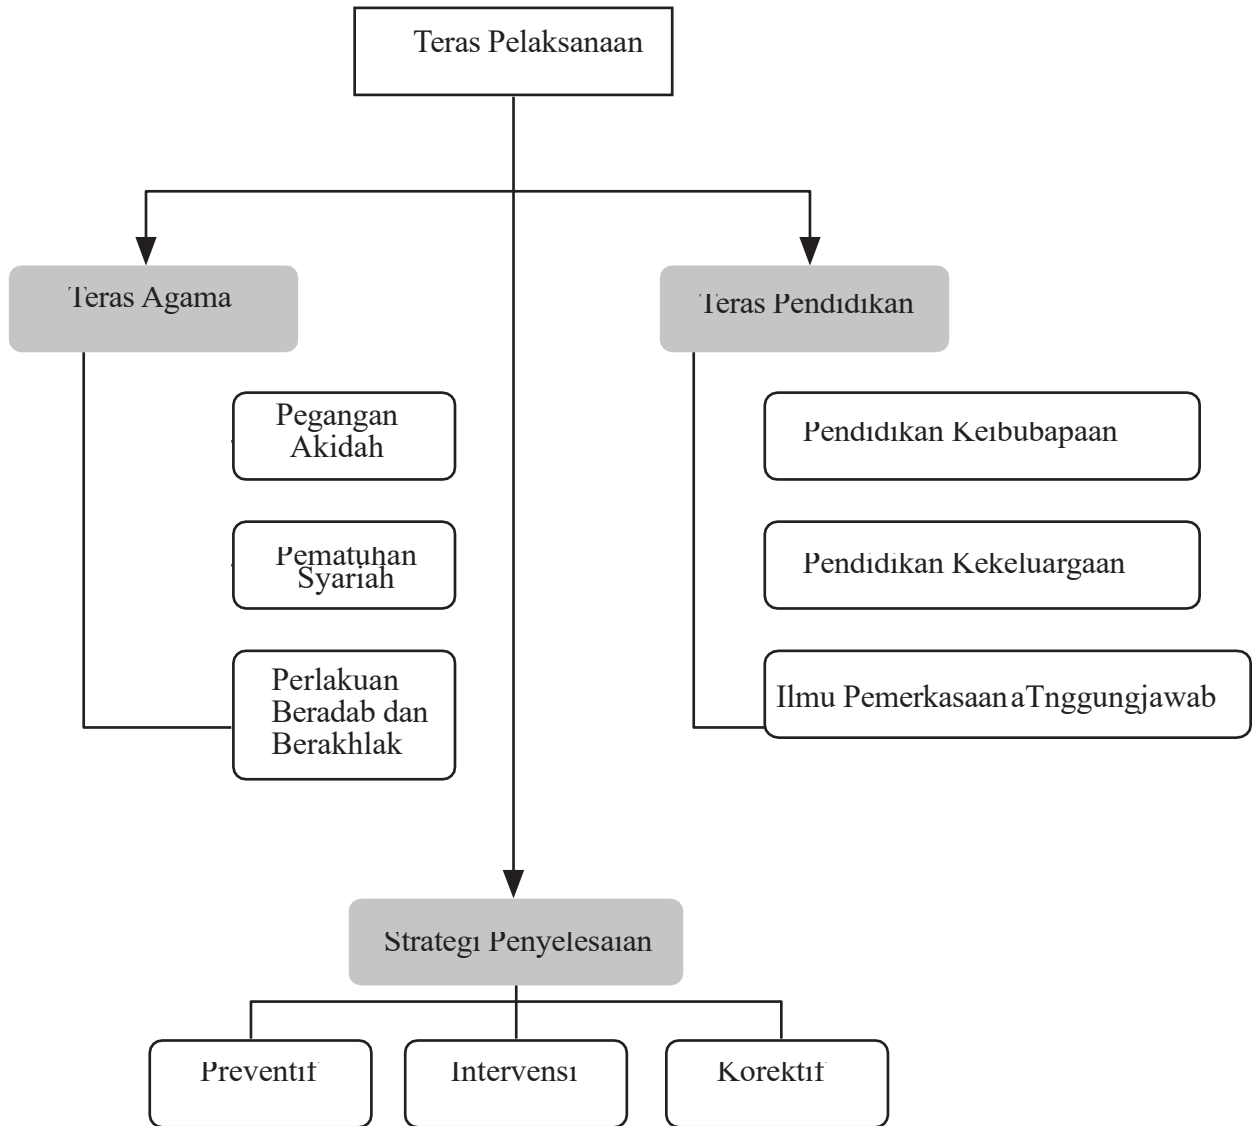 Teras Pelaksanaan
Teras Agama
Teras Pendidikan
Pegangan
Akidah
Pendidikan Keibubapaan
Pematuhan
Syariah
Pendidikan Kekeluargaan
Perlakuan
Beradab dan
Berakhlak
Ilmu Pemerkasaan aTnggungjawab
Strategi Penyelesaian
Preventif
Intervensi
Korektif